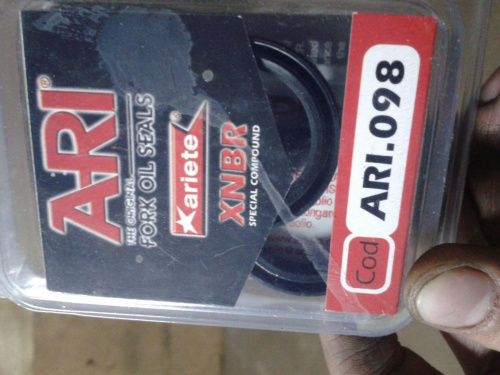 ARI®
THE ORIGINAL
FORK OIL SEALS
ariete®
XNBR
SPECIAL COMPOUND
Cod ARI.098